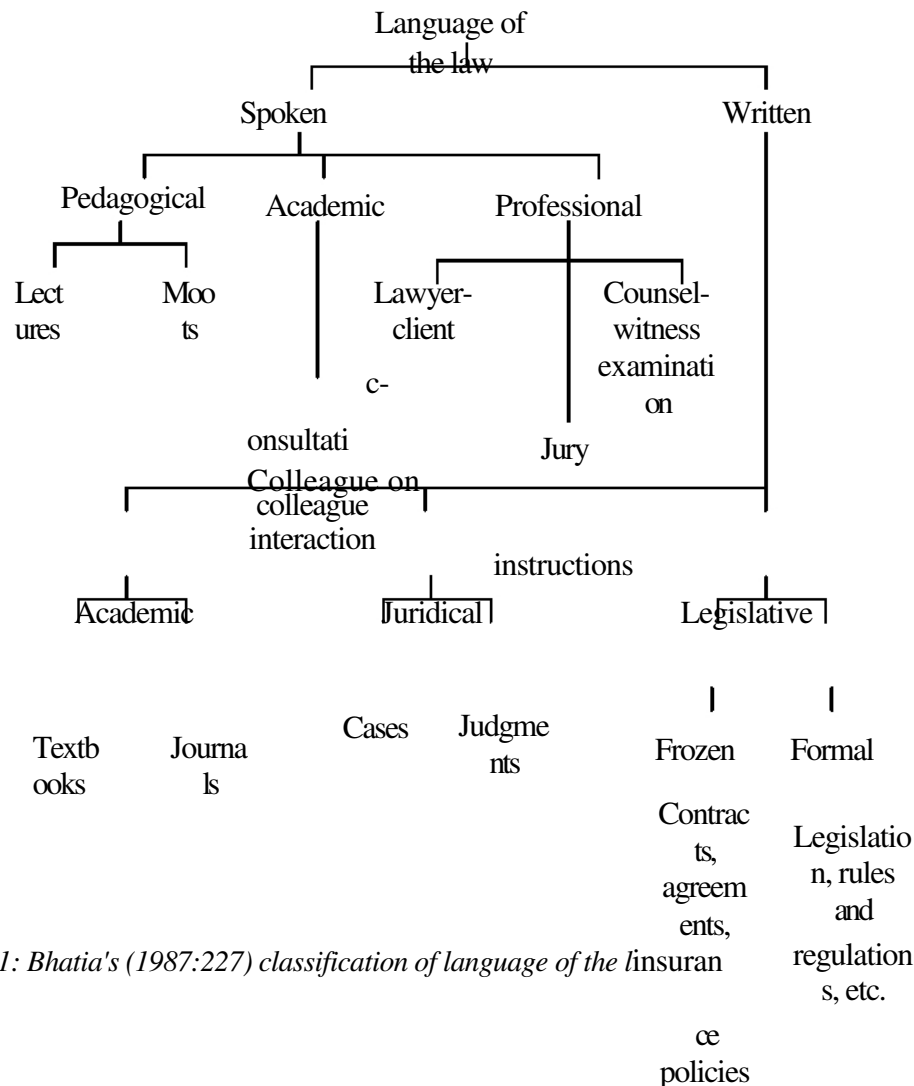 Language of
the law
Spoken
Written
Pedagogical
Academic
Professional
Lect
ures
Moo
ts
Lawyer-
client
Counsel-
witness
examinati
on
c-
onsultati
Jury
Colleague on
colleague
interaction
instructions
Academic
Juridical
Legislative
Textb
ooks
Journa
ls
Cases
Judgme
nts
Frozen
Formal
Contrac
ts,
agreem
ents,
Legislatio
n, rules
and
1: Bhatia's (1987:227) classification of language of the linsuran
regulation
s, etc.
ce
policies